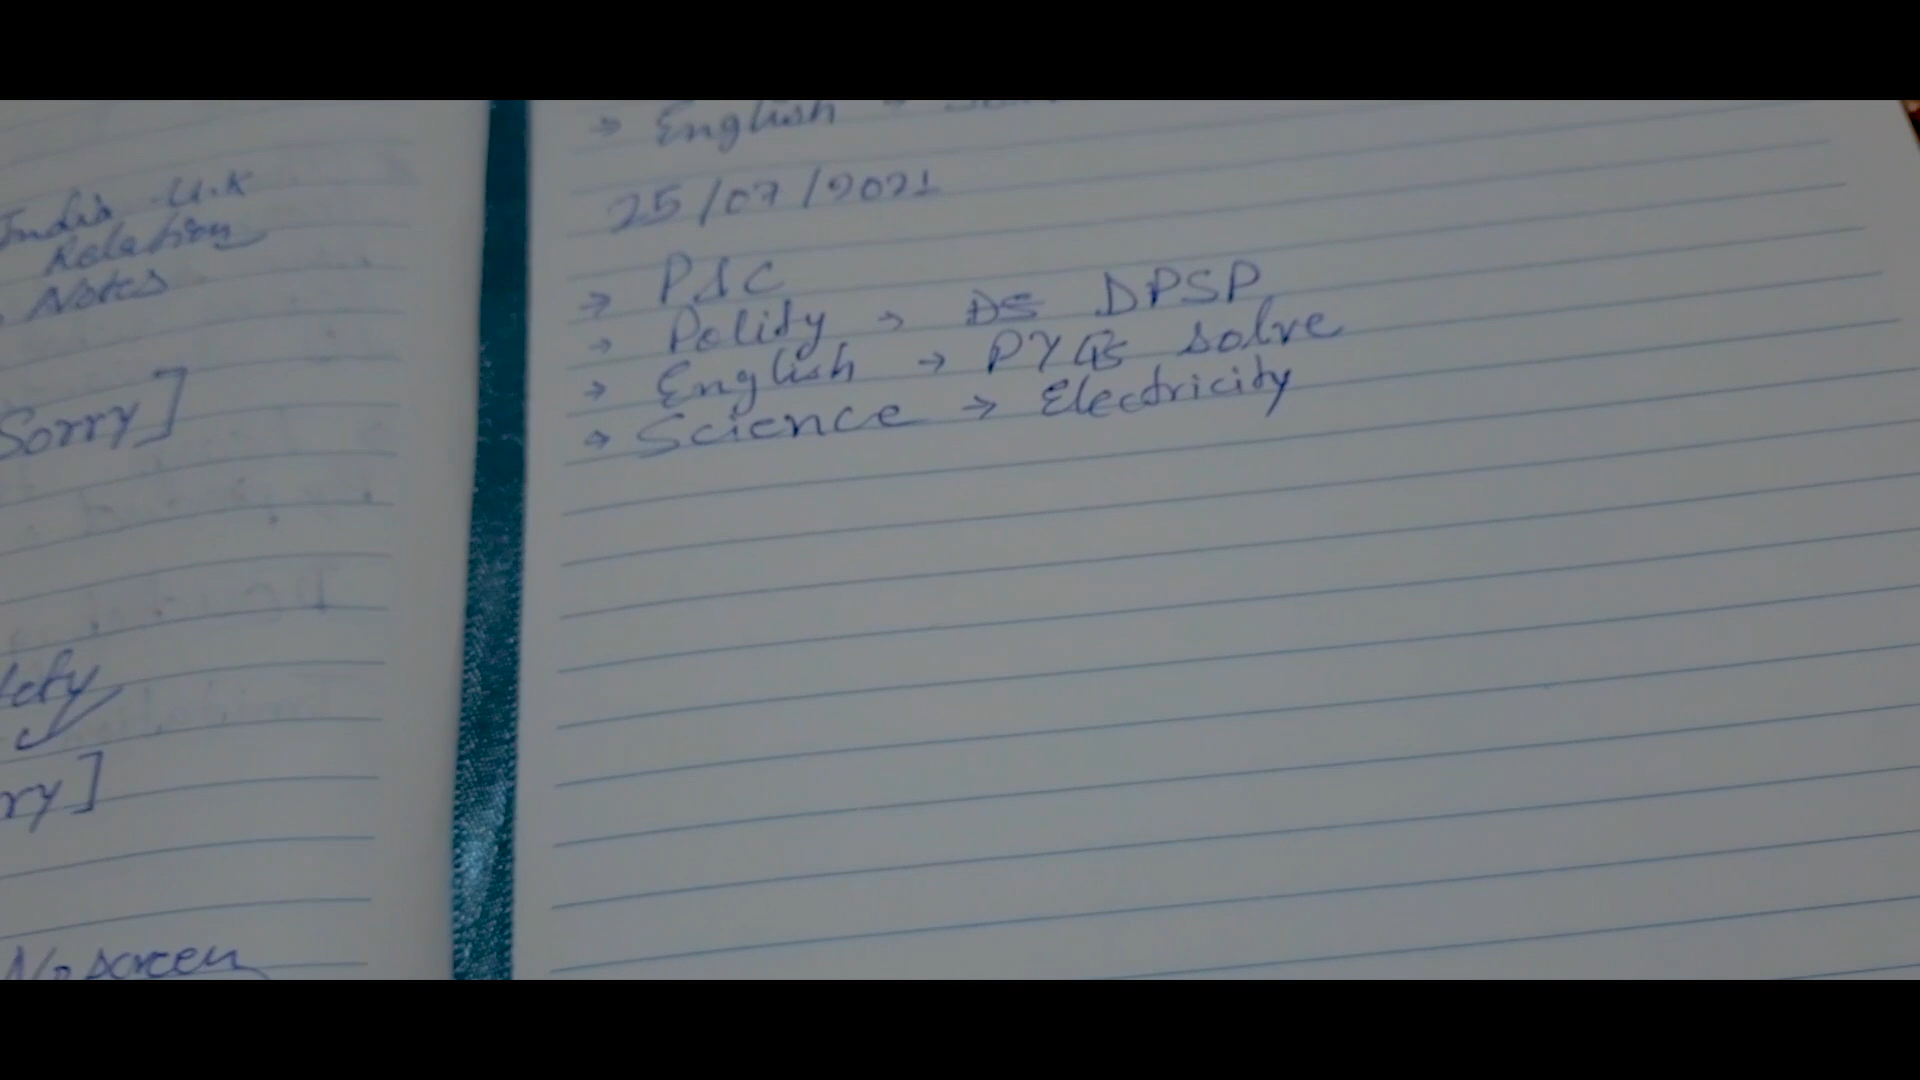 India U.K
Relation
Notes
Sorry]
ry]
No screen
→ English →
25/07/2021
→ PSC
→ Polity → DS DPSP
→ English → PYQs solve
→ Science → Electricity